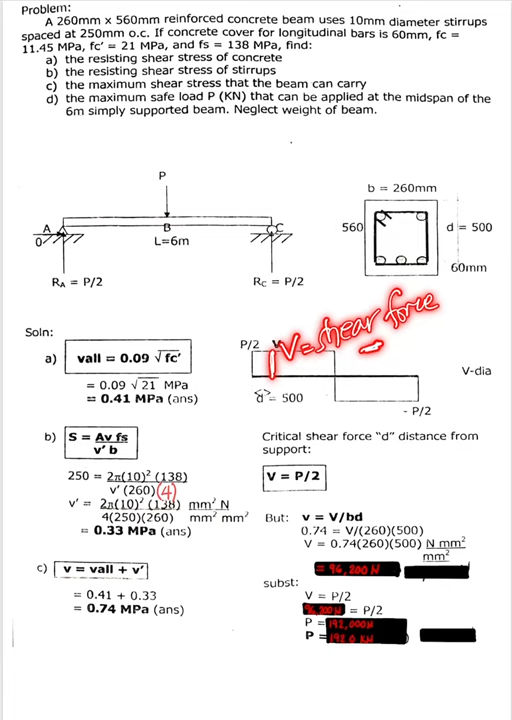 Problem:
A 260mm x 560mm reinforced concrete beam uses 10mm diameter stirrups
spaced at 250mm o.c. If concrete cover for longitudinal bars is 60mm, fc =
11.45 MPa, fc' = 21 MPa, and fs = 138 MPa, find:
a) the resisting shear stress of concrete
b) the resisting shear stress of stirrups
c) the maximum shear stress that the beam can carry
d) the maximum safe load P (KN) that can be applied at the midspan of the
6m simply supported beam. Neglect weight of beam.
P
b = 260mm
A
B
C
560
d = 500
0
L=6m
60mm
RA = P/2
RC = P/2
V = shear force
Soln:
P/2 V
a) vall = 0.09 √fc'
V-dia
= 0.09 √21 MPa
= 0.41 MPa (ans)
d = 500
- P/2
b) S = Av fs
v' b
Critical shear force "d" distance from
support:
250 = 2π(10)² (138)
v' (260)(4)
V = P/2
v' = 2π(10)² (138) mm² N
4(250)(260) mm² mm²
= 0.33 MPa (ans)
But: v = V/bd
0.74 = V/(260)(500)
V = 0.74(260)(500) N mm²
mm²
= 96,200 N
c) v = vall + v'
= 0.41 + 0.33
= 0.74 MPa (ans)
subst:
V = P/2
96,200 N = P/2
P = 192,000N
P = 192.0 KN